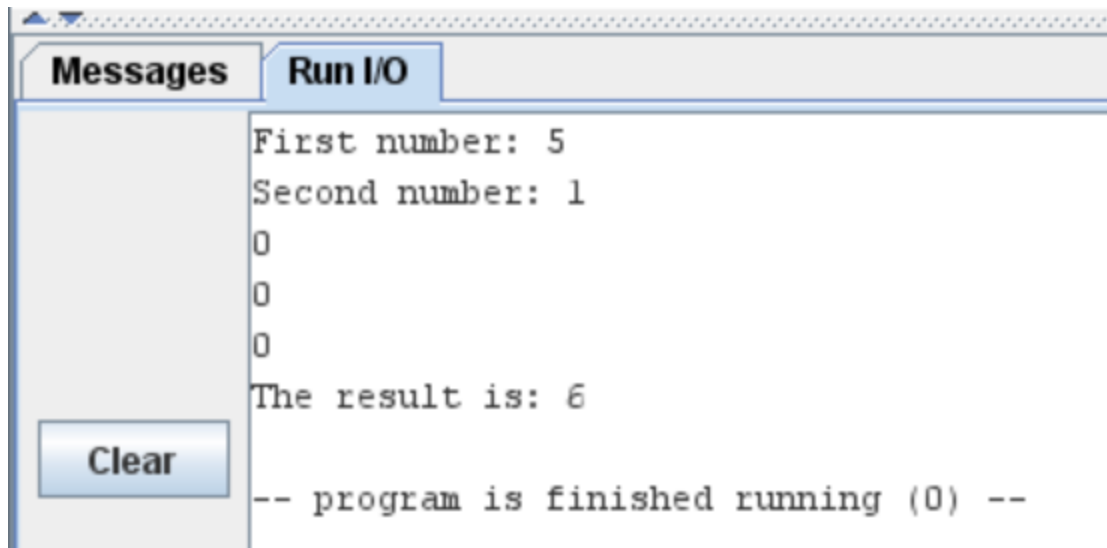 Messages Run I/O
First number: 5
Second number: 1
0
0
0
The result is: 6
Clear
-- program is finished running (0) --